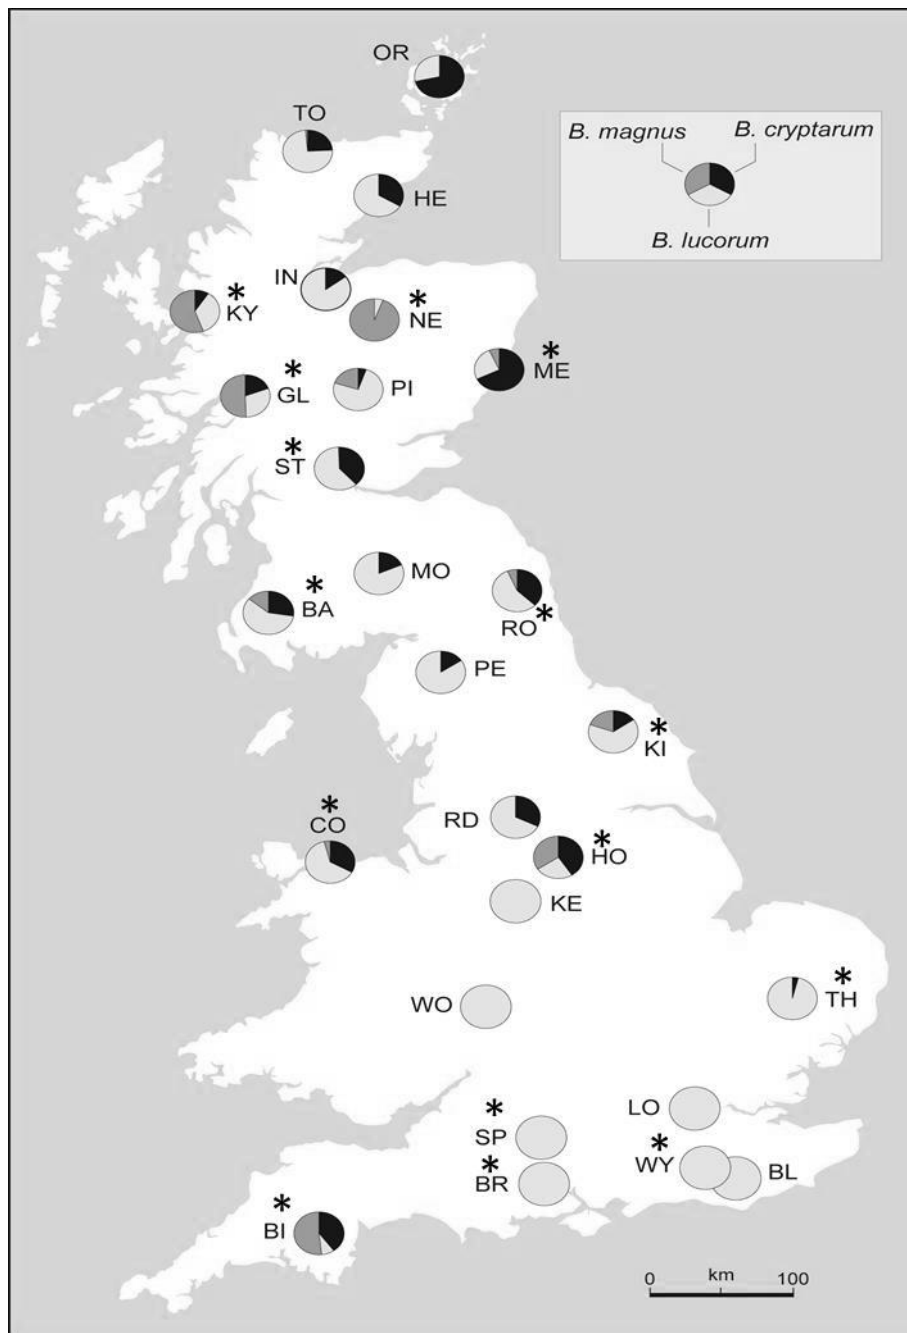 OR
TO
B. magnus
B. cryptarum
HE
B. lucorum
IN
*
KY
*
NE
*
ME
*
GL
PI
*
ST
MO
*
BA
RO*
PE
*
KI
*
CO
RD
*
HO
KE
WO
*
TH
LO
*
SP
*
WY
BL
*
BR
*
BI
0 km 100